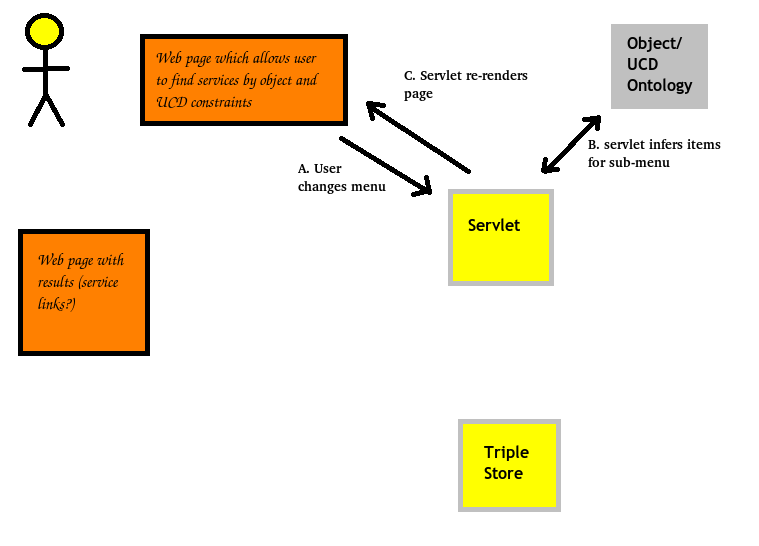 Web page which allows user
to find services by object and
UCD constraints
C. Servlet re-renders
page
Object/
UCD
Ontology
A. User
changes menu
B. servlet infers items
for sub-menu
Servlet
Web page with
results (service
links?)
Triple
Store